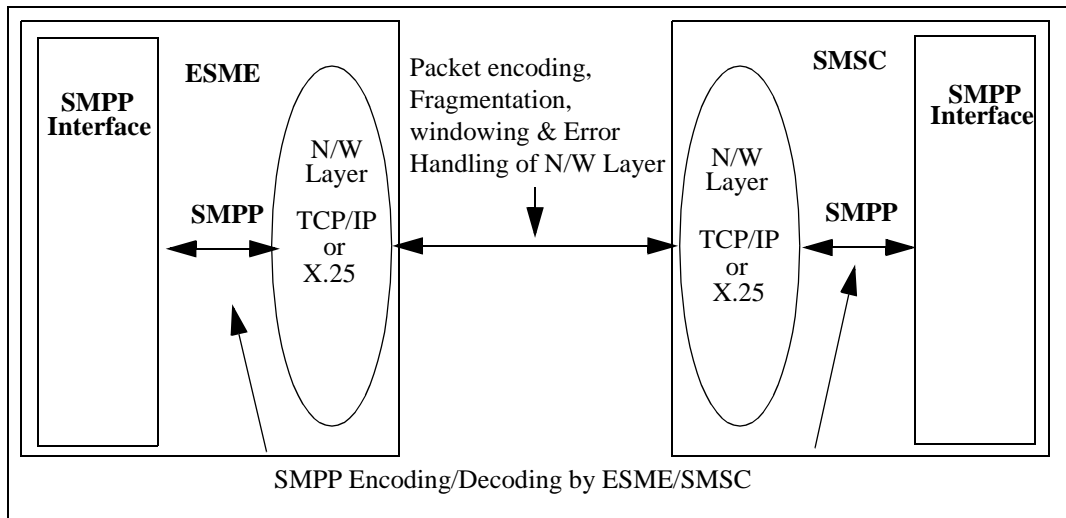 ESME
SMPP
Interface
N/W
Layer
SMPP
TCP/IP
or
X.25
Packet encoding,
Fragmentation,
windowing & Error
Handling of N/W Layer
SMSC
SMPP
Interface
N/W
Layer
SMPP
TCP/IP
or
X.25
SMPP Encoding/Decoding by ESME/SMSC